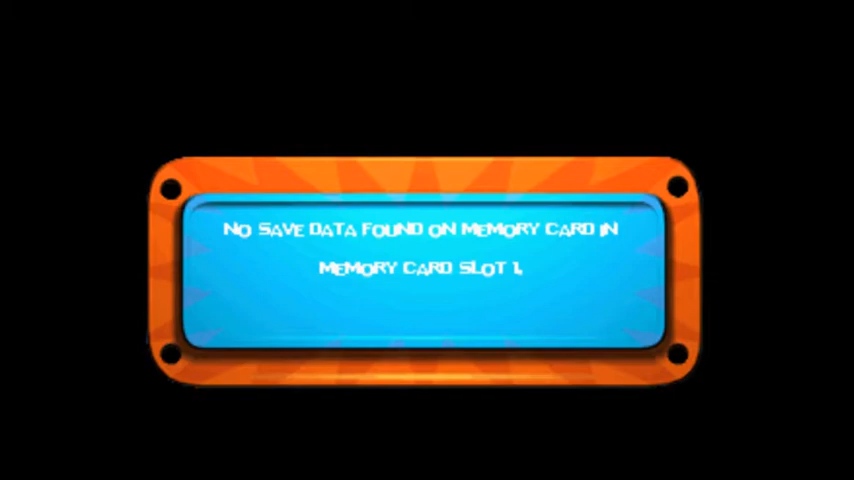 NO SAVE DATA FOUND ON MEMORY CARD IN
MEMORY CARD SLOT 1.